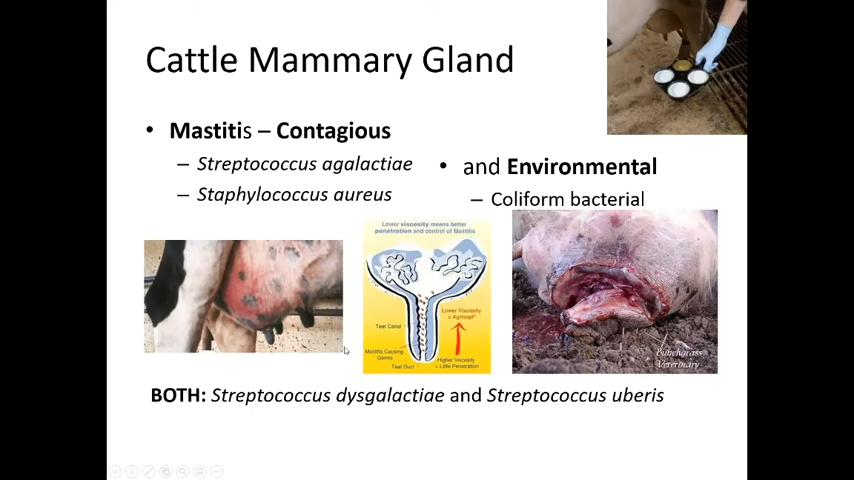 Cattle Mammary Gland
• Mastitis – Contagious
– Streptococcus agalactiae
– Staphylococcus aureus
• and Environmental
– Coliform bacterial
Lower viscosity means better
penetration and control of Mastitis
Lower Viscosity
= Agrisept*
Teat Canal
Mastitis Causing
Germs
Teat Duct
Higher Viscosity
= Little Penetration
Bunchgrass
Veterinary
BOTH: Streptococcus dysgalactiae and Streptococcus uberis